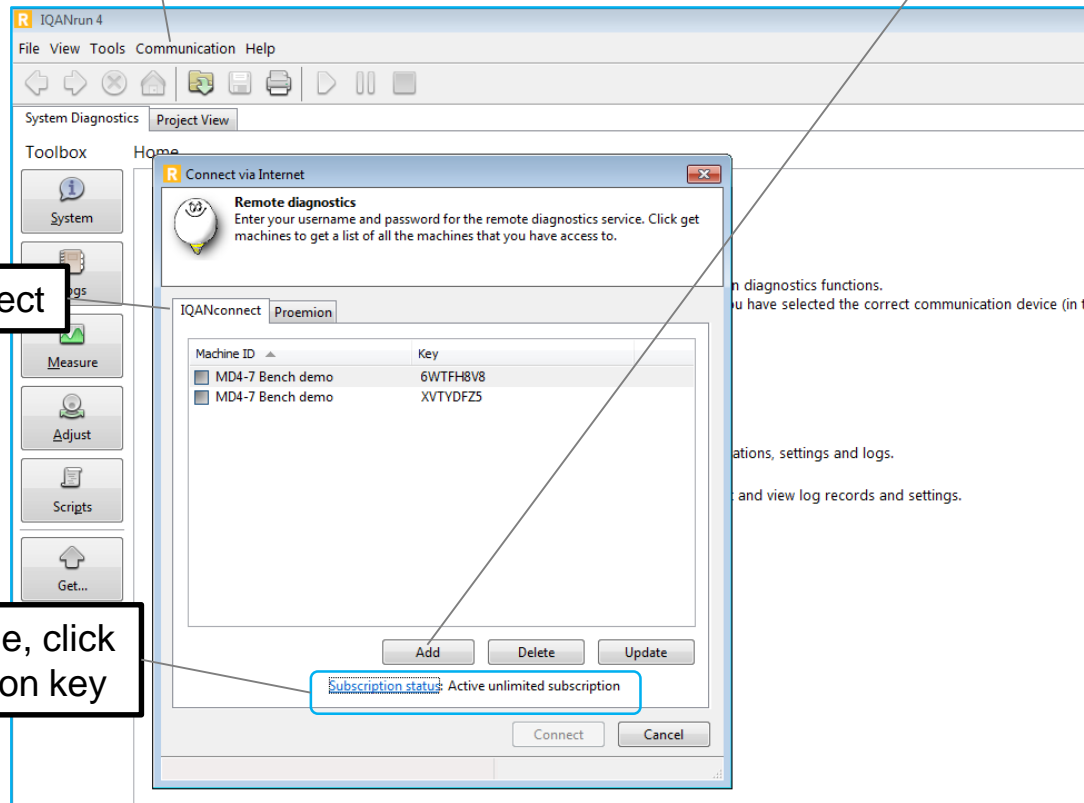 IQANrun 4
File View Tools Communication Help
System Diagnostics Project View
Toolbox Home
System
Logs
Measure
Adjust
Scripts
Get...
Connect via Internet
Remote diagnostics
Enter your username and password for the remote diagnostics service. Click get
machines to get a list of all the machines that you have access to.
IQANconnect Proemion
Machine ID Key
MD4-7 Bench demo 6WTFH8V8
MD4-7 Bench demo XVTYDFZ5
Add Delete Update
Subscription status: Active unlimited subscription
Connect Cancel
n diagnostics functions.
u have selected the correct communication device (in t
ations, settings and logs.
t and view log records and settings.
ect
e, click
on key